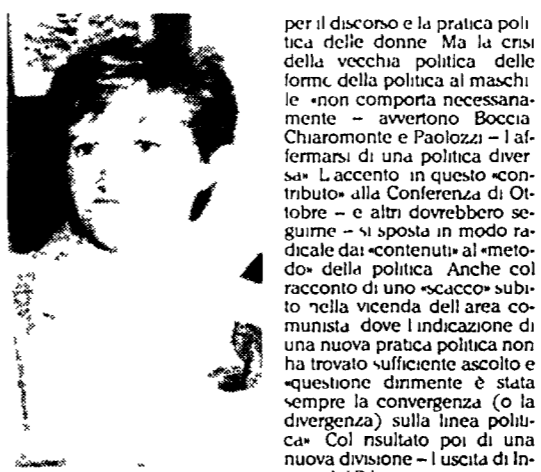 per il discorso e la pratica poli
tica delle donne Ma la crisi
della vecchia politica delle
forme della politica al maschi
le «non comporta necessaria-
mente – avvertono Boccia
Chiaromonte e Paolozzi – l af-
fermarsi di una politica diver
sa» L accento in questo «con-
tributo» alla Conferenza di Ot-
tobre – e altri dovrebbero se-
guirne – si sposta in modo ra-
dicale dai «contenuti» al «meto-
do» della politica Anche col
racconto di uno «scacco» subi-
to nella vicenda dell area co-
munista dove l indicazione di
una nuova pratica politica non
ha trovato sufficiente ascolto e
«questione dirimente è stata
sempre la convergenza (o la
divergenza) sulla linea politi-
ca» Col risultato poi di una
nuova divisione – l uscita di In-